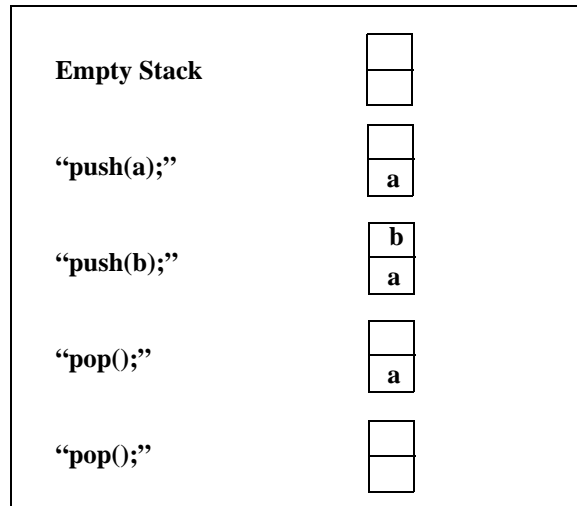 Empty Stack
“push(a);”
a
“push(b);”
b
a
“pop();”
a
“pop();”